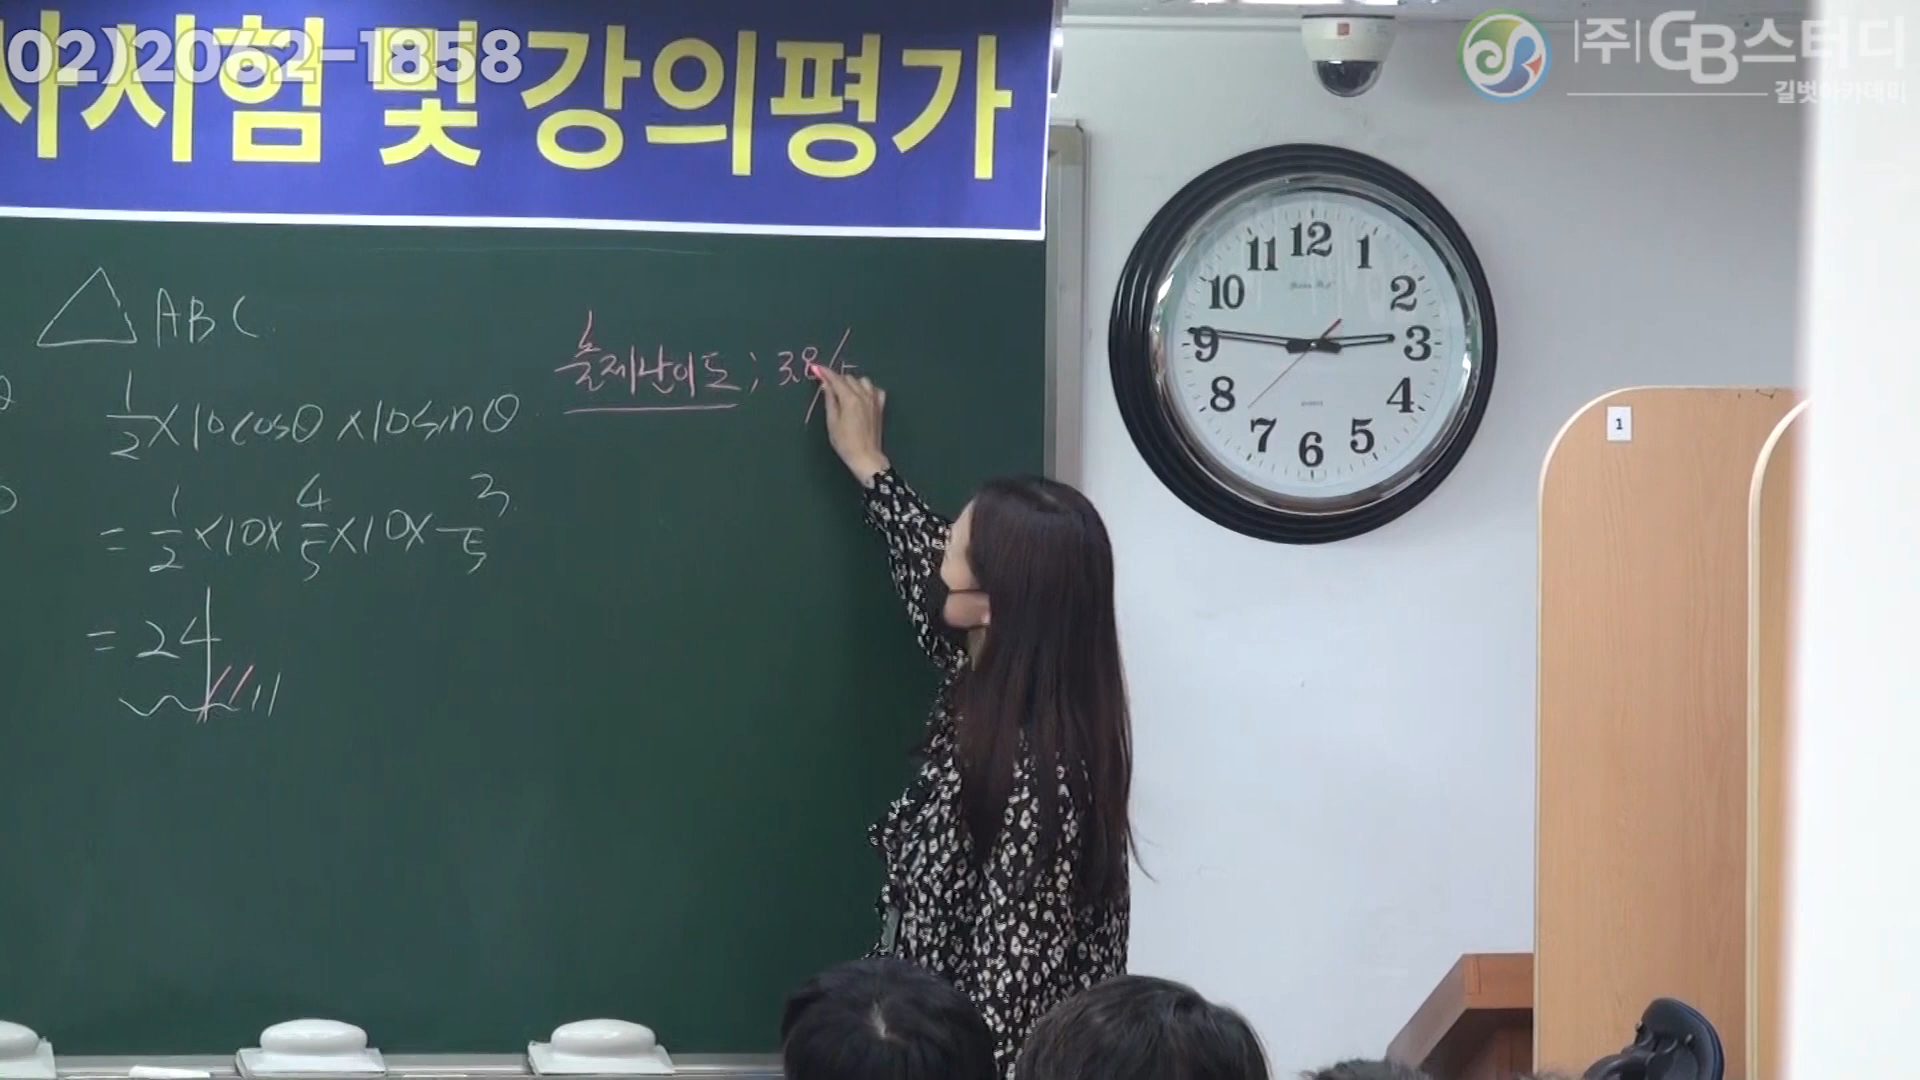 02)2062-1858
사시험 및 강의평가
(주)GB스터디
길벗아카데미
△ABC
1/2 × 10cosθ × 10sinθ
= 1/2 × 10 × 4/5 × 10 × 3/5
= 24
출제난이도 ; 3.8/5
12
1
2
3
4
5
6
7
8
9
10
11
QUARTZ
1